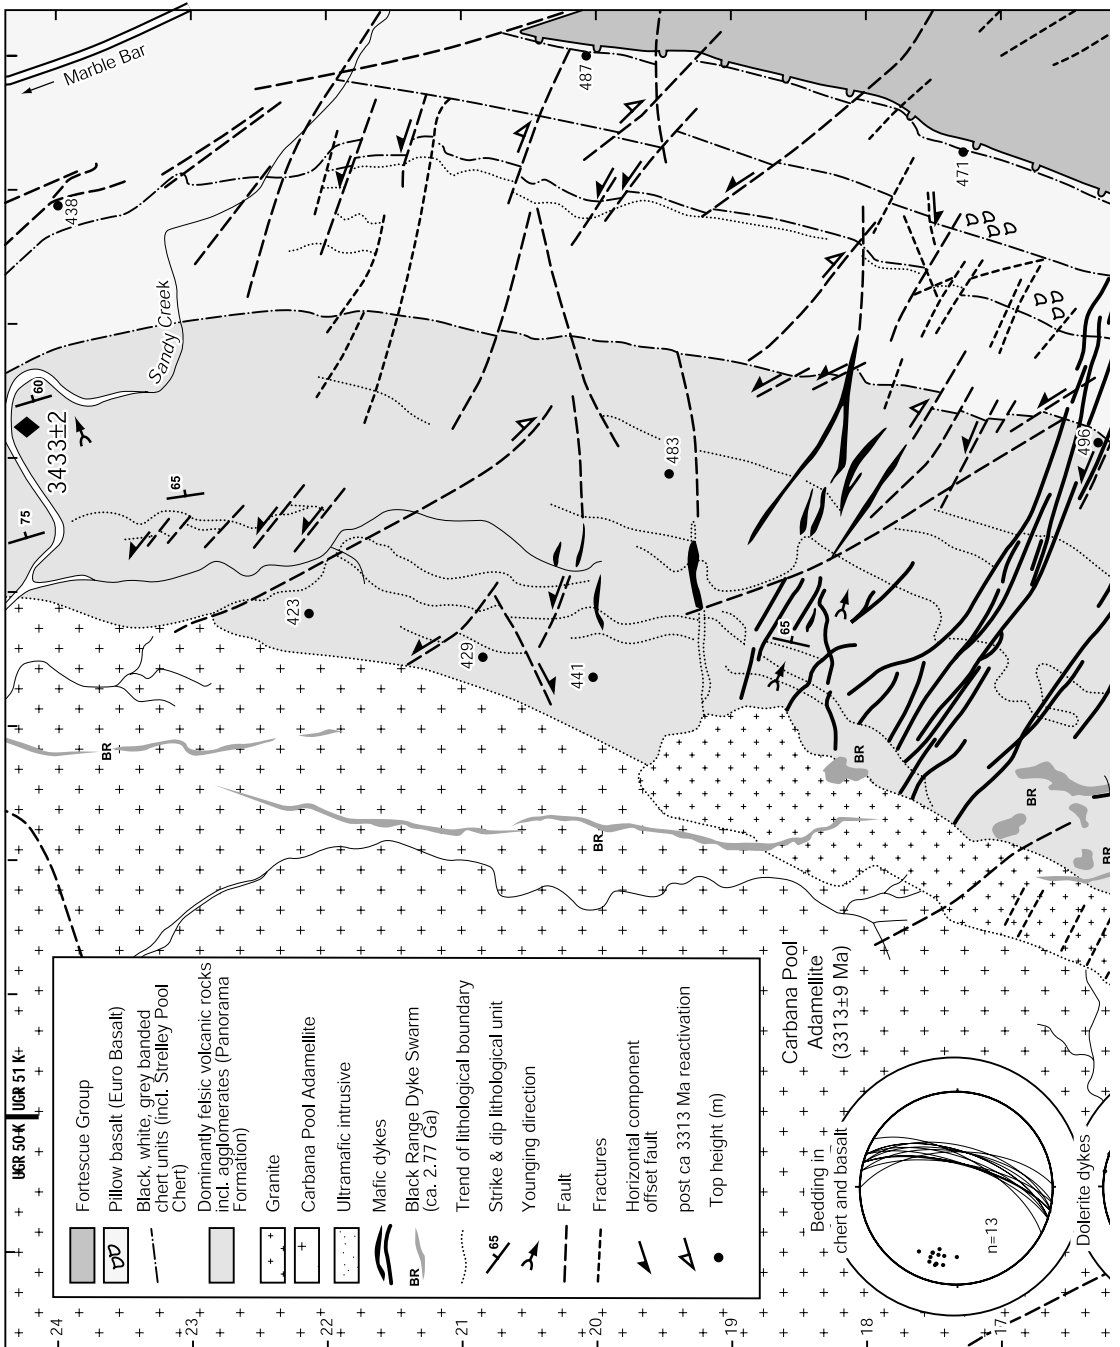 Marble Bar
487
438
471
Sandy Creek
60
3433±2
75
65
483
496
423
429
441
65
BR
BR
BR
BR
BR
UGR 50 K
UGR 51 K
Fortescue Group
Pillow basalt (Euro Basalt)
Black, white, grey banded
chert units (incl. Strelley Pool
Chert)
Dominantly felsic volcanic rocks
incl. agglomerates (Panorama
Formation)
Granite
Carbana Pool Adamellite
Ultramafic intrusive
Mafic dykes
BR
Black Range Dyke Swarm
(ca. 2.77 Ga)
Trend of lithological boundary
65
Strike & dip lithological unit
Younging direction
Fault
Fractures
Horizontal component
offset fault
post ca 3313 Ma reactivation
Top height (m)
Carbana Pool
Adamellite
(3313±9 Ma)
Bedding in
chert and basalt
n=13
Dolerite dykes
24
23
22
21
20
19
18
17